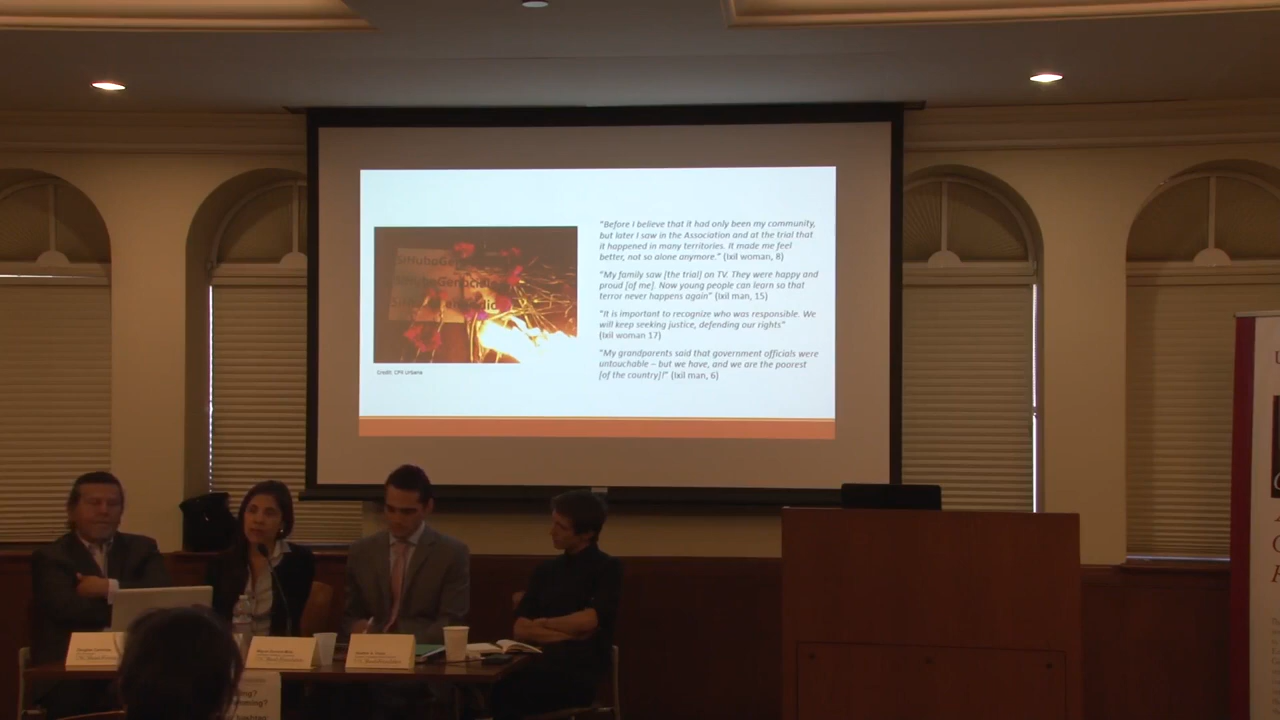 "Before I believe that it had only been my community,
but later I saw in the Association and at the trial that
it happened in many territories. It made me feel
better, not so alone anymore." (Ixil woman, 8)
"My family saw [the trial] on TV. They were happy and
proud [of me]. Now young people can learn so that
terror never happens again" (Ixil man, 15)
"It is important to recognize who was responsible. We
will keep seeking justice, defending our rights"
(Ixil woman 17)
"My grandparents said that government officials were
untouchable – but we have, and we are the poorest
[of the country]!" (Ixil man, 6)
Credit: CPR Urbana